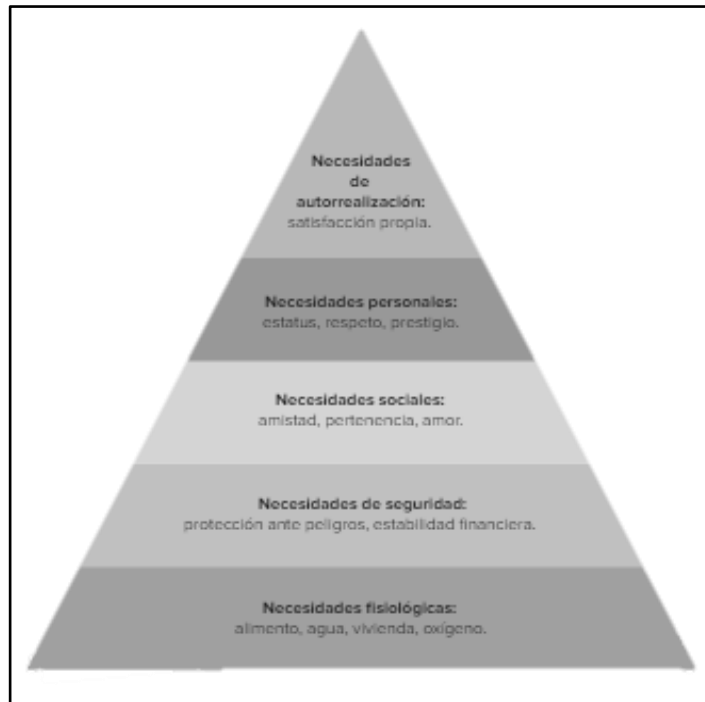 Necesidades
de
autorrealización:
satisfacción propia.
Necesidades personales:
estatus, respeto, prestigio.
Necesidades sociales:
amistad, pertenencia, amor.
Necesidades de seguridad:
protección ante peligros, estabilidad financiera.
Necesidades fisiológicas:
alimento, agua, vivienda, oxígeno.